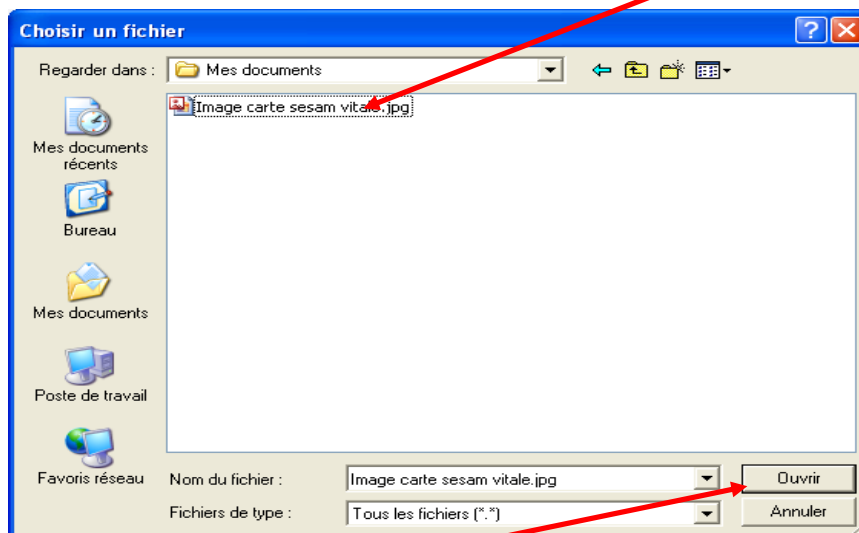 Choisir un fichier
Regarder dans :
Mes documents
Image carte sesam vitale.jpg
Mes documents
récents
Bureau
Mes documents
Poste de travail
Favoris réseau
Nom du fichier :
Image carte sesam vitale.jpg
Ouvrir
Fichiers de type :
Tous les fichiers (*.*)
Annuler